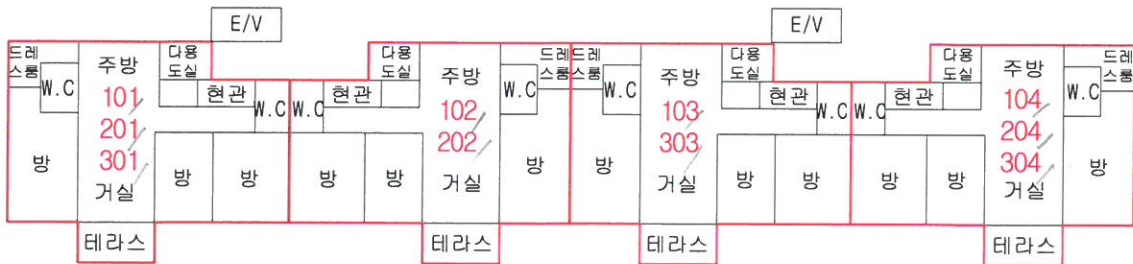 E/V
E/V
드레
스룸
W.C
주방
101
201
301
거실
방
다용
도실
현관
W.C
방
방
테라스
다용
도실
현관
W.C
방
방
주방
102
202
거실
W.C
드레
스룸
방
테라스
드레
스룸
W.C
방
주방
103
303
거실
다용
도실
현관
W.C
방
방
테라스
다용
도실
현관
W.C
방
방
주방
104
204
304
거실
드레
스룸
W.C
방
테라스